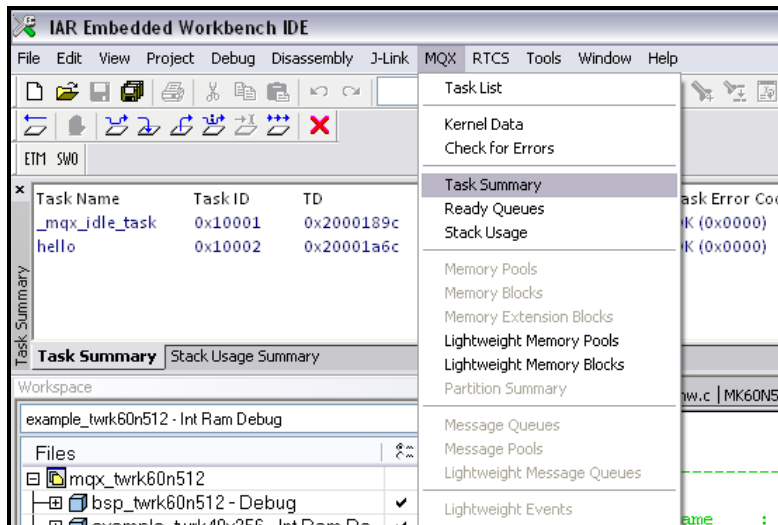 IAR Embedded Workbench IDE
File Edit View Project Debug Disassembly J-Link MQX RTCS Tools Window Help
Task List
ETM SWO
Kernel Data
Check for Errors
Task Summary
Ready Queues
Stack Usage
Memory Pools
Memory Blocks
Memory Extension Blocks
Lightweight Memory Pools
Lightweight Memory Blocks
Partition Summary
Message Queues
Message Pools
Lightweight Message Queues
Lightweight Events
Task Name Task ID TD ask Error Cod
_mqx_idle_task 0x10001 0x2000189c K (0x0000)
hello 0x10002 0x20001a6c K (0x0000)
Task Summary
Task Summary Stack Usage Summary
Workspace
nw.c MK60N5
example_twrk60n512 - Int Ram Debug
Files
mqx_twrk60n512
bsp_twrk60n512 - Debug
ame :